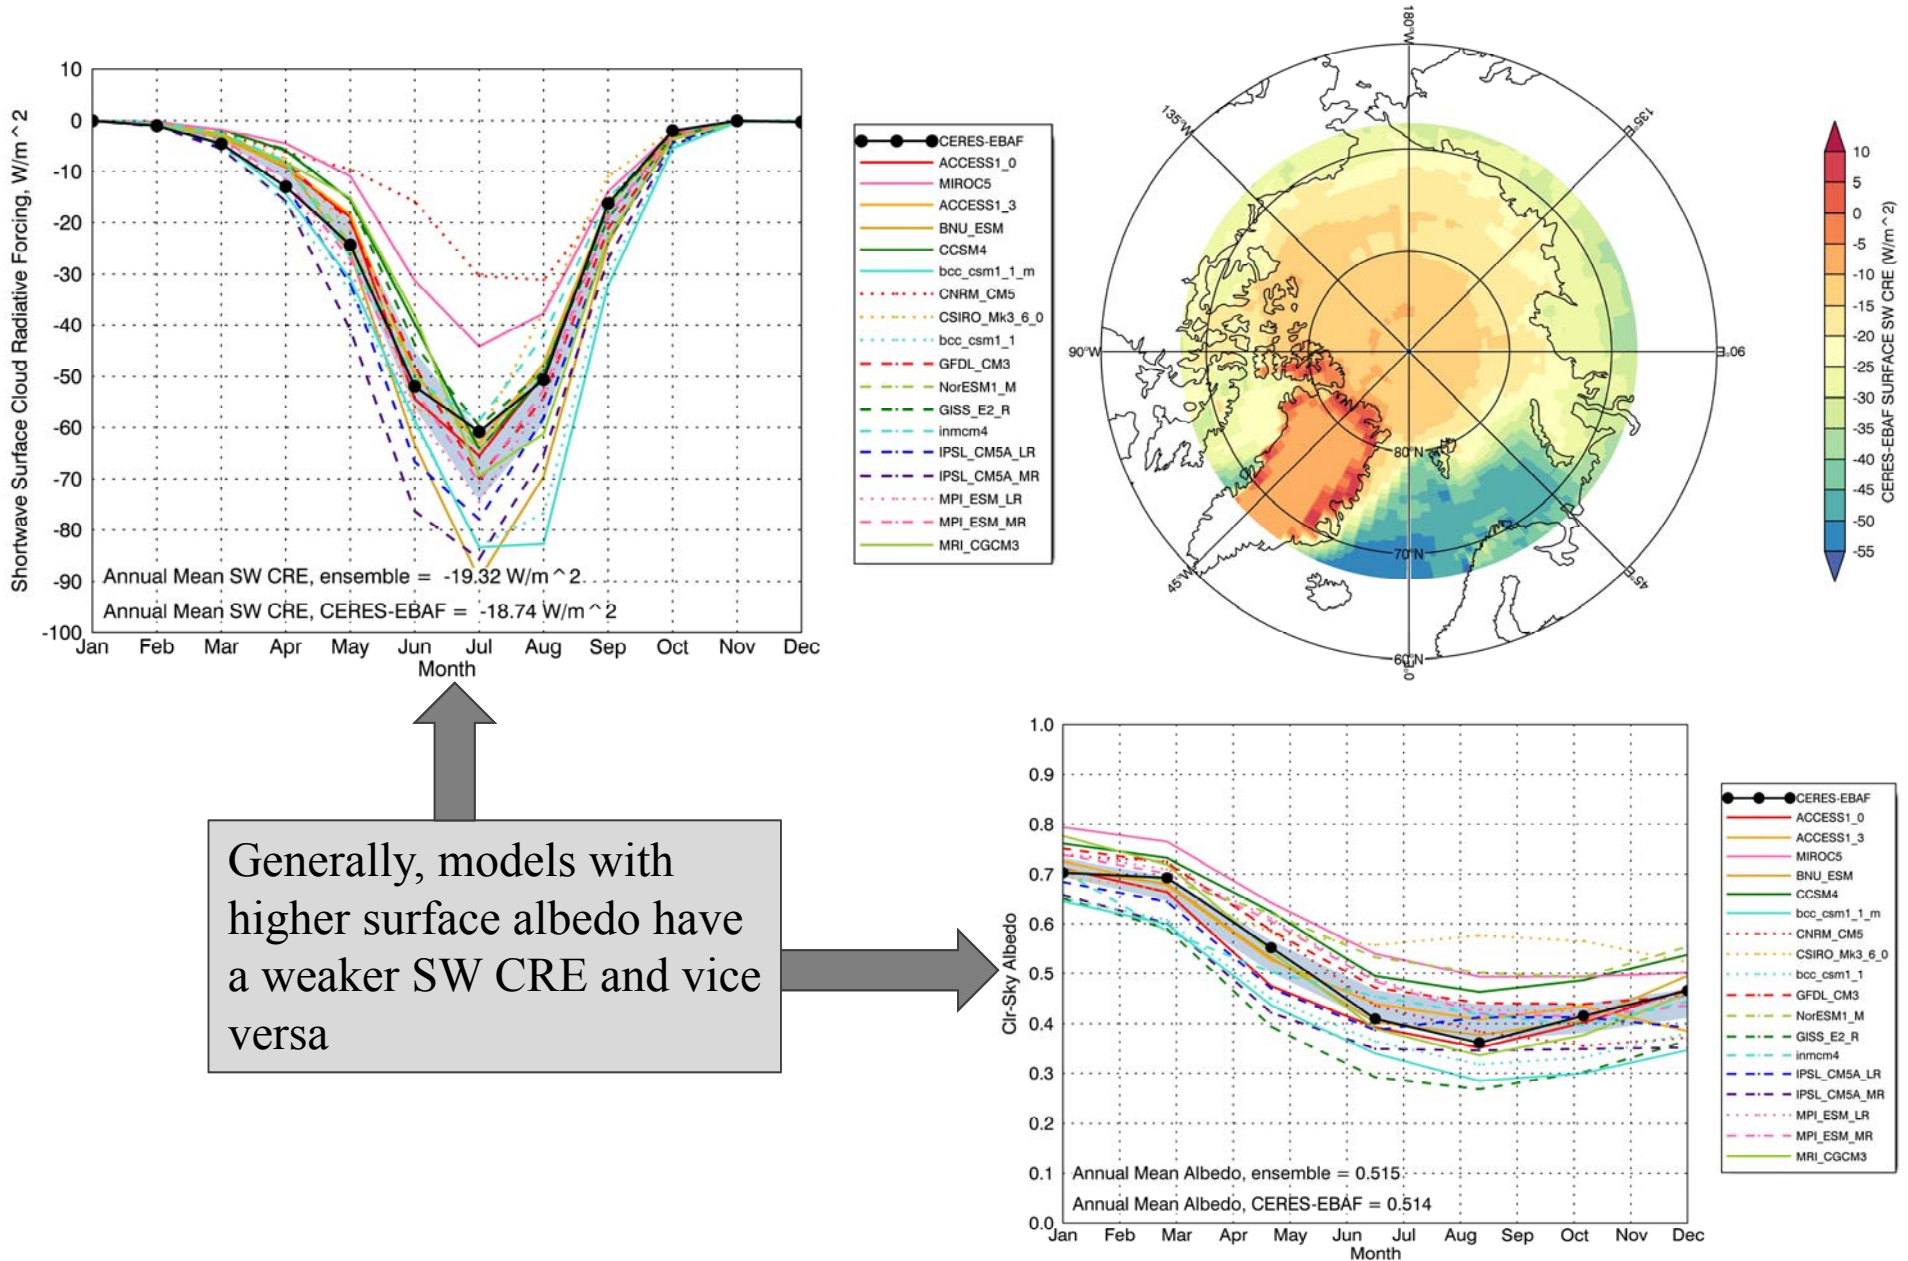 Shortwave Surface Cloud Radiative Forcing, W/m^2
10
0
-10
-20
-30
-40
-50
-60
-70
-80
-90
-100
Annual Mean SW CRE, ensemble = -19.32 W/m^2
Annual Mean SW CRE, CERES-EBAF = -18.74 W/m^2
Jan Feb Mar Apr May Jun Jul Aug Sep Oct Nov Dec
Month
CERES-EBAF
ACCESS1_0
MIROC5
ACCESS1_3
BNU_ESM
CCSM4
bcc_csm1_1_m
CNRM_CM5
CSIRO_Mk3_6_0
bcc_csm1_1
GFDL_CM3
NorESM1_M
GISS_E2_R
inmcm4
IPSL_CM5A_LR
IPSL_CM5A_MR
MPI_ESM_LR
MPI_ESM_MR
MRI_CGCM3
180°W
135°W
135°E
90°W
90°E
80°N
70°N
45°W
45°E
60°N
0°E
10
5
0
-5
-10
-15
-20
-25
-30
-35
-40
-45
-50
-55
CERES-EBAF SURFACE SW CRE (W/m^2)
Generally, models with
higher surface albedo have
a weaker SW CRE and vice
versa
Clr-Sky Albedo
1.0
0.9
0.8
0.7
0.6
0.5
0.4
0.3
0.2
0.1
0.0
Annual Mean Albedo, ensemble = 0.515
Annual Mean Albedo, CERES-EBAF = 0.514
Jan Feb Mar Apr May Jun Jul Aug Sep Oct Nov Dec
Month
CERES-EBAF
ACCESS1_0
ACCESS1_3
MIROC5
BNU_ESM
CCSM4
bcc_csm1_1_m
CNRM_CM5
CSIRO_Mk3_6_0
bcc_csm1_1
GFDL_CM3
NorESM1_M
GISS_E2_R
inmcm4
IPSL_CM5A_LR
IPSL_CM5A_MR
MPI_ESM_LR
MPI_ESM_MR
MRI_CGCM3